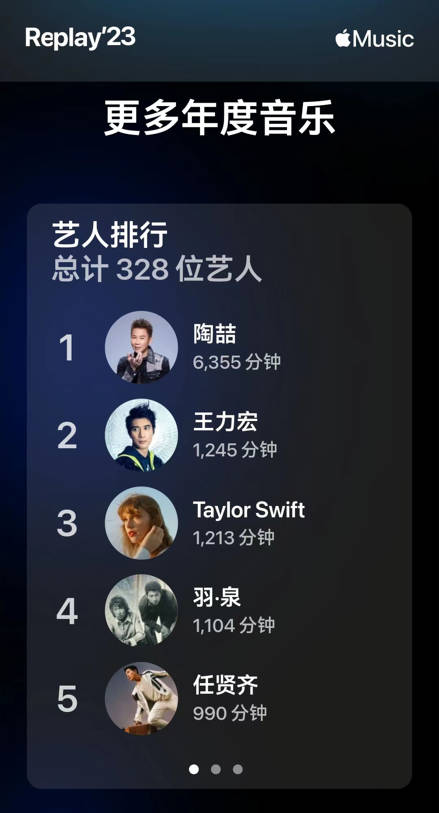 Replay'23
Music
更多年度音乐
艺人排行
总计 328 位艺人
1
陶喆
6,355 分钟
2
王力宏
1,245 分钟
3
Taylor Swift
1,213 分钟
4
羽·泉
1,104 分钟
5
任贤齐
990 分钟